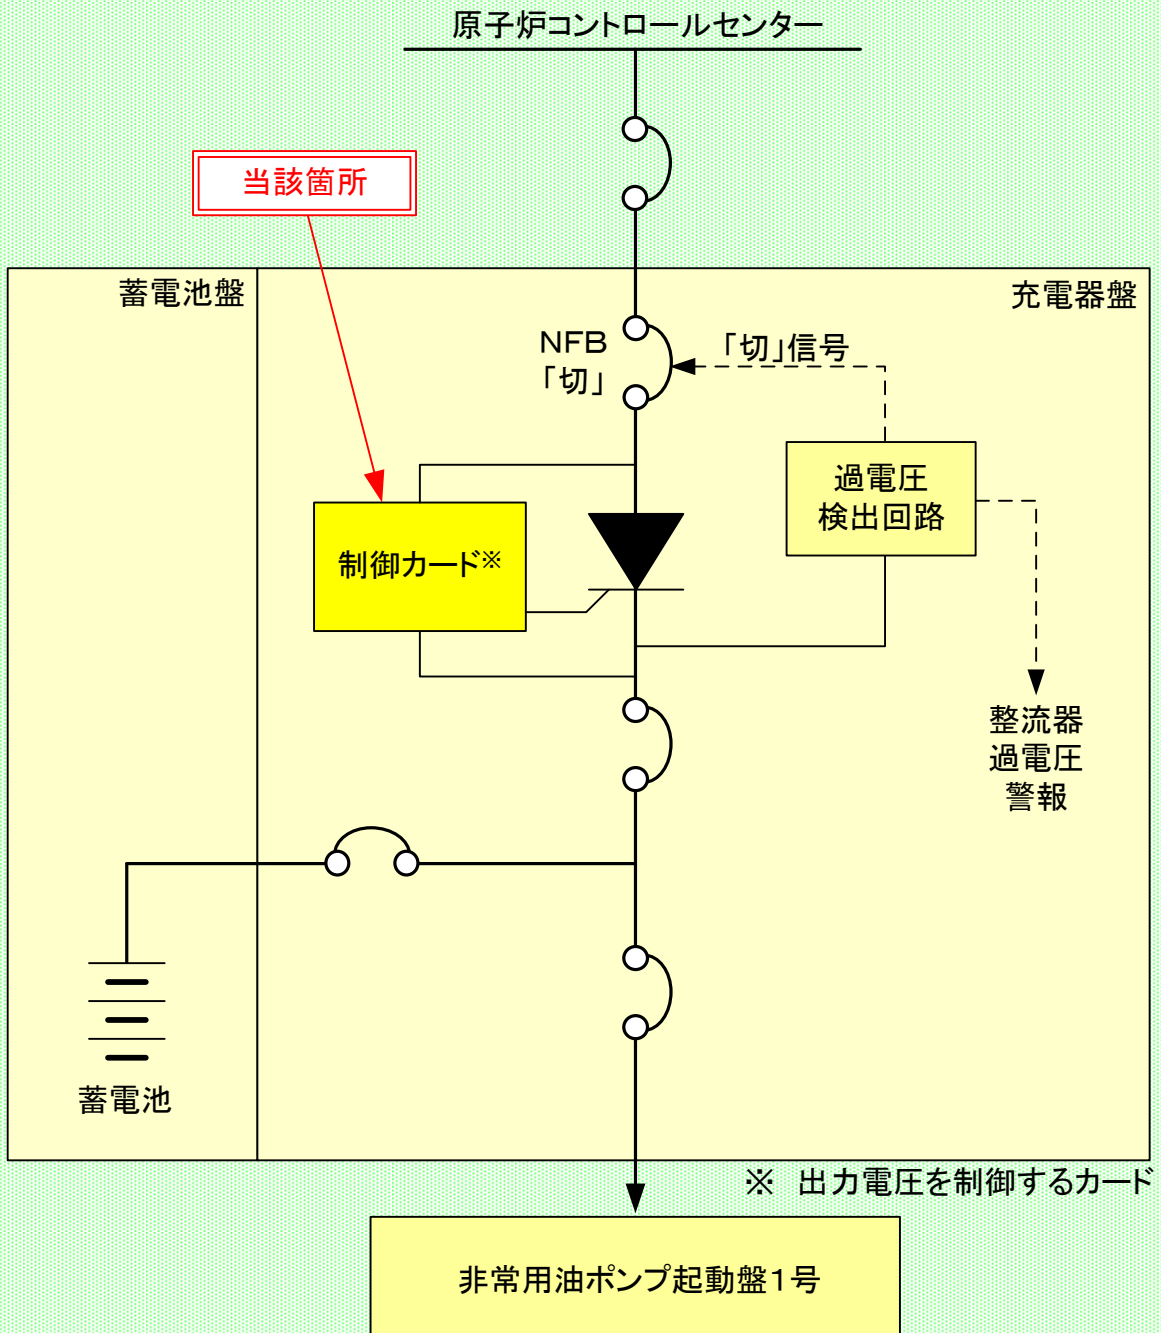 原子炉コントロールセンター
当該箇所
蓄電池盤
充電器盤
NFB
「切」
「切」信号
過電圧
検出回路
制御カード※
整流器
過電圧
警報
蓄電池
※ 出力電圧を制御するカード
非常用油ポンプ起動盤1号